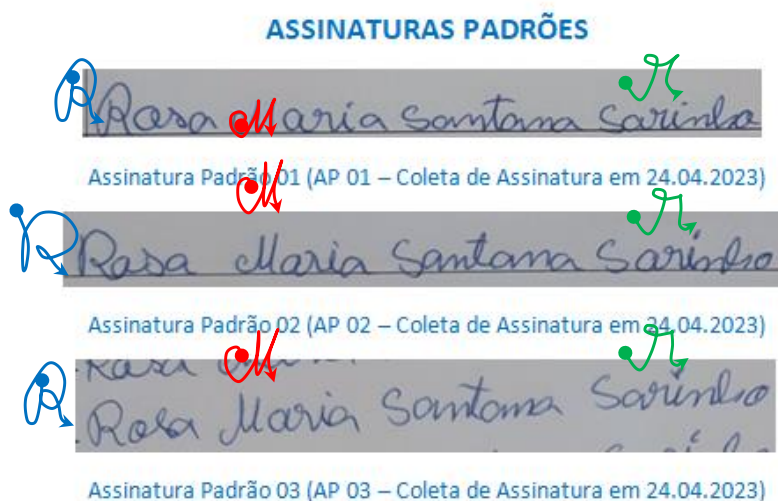 ASSINATURAS PADRÕES
R Rosa Maria Santana Sarinho
M r
Assinatura Padrão 01 (AP 01 – Coleta de Assinatura em 24.04.2023)
M
R Rosa Maria Santana Sarinho
r
Assinatura Padrão 02 (AP 02 – Coleta de Assinatura em 24.04.2023)
M r
Rosa
R Rosa Maria Santana Sarinho
Assinatura Padrão 03 (AP 03 – Coleta de Assinatura em 24.04.2023)